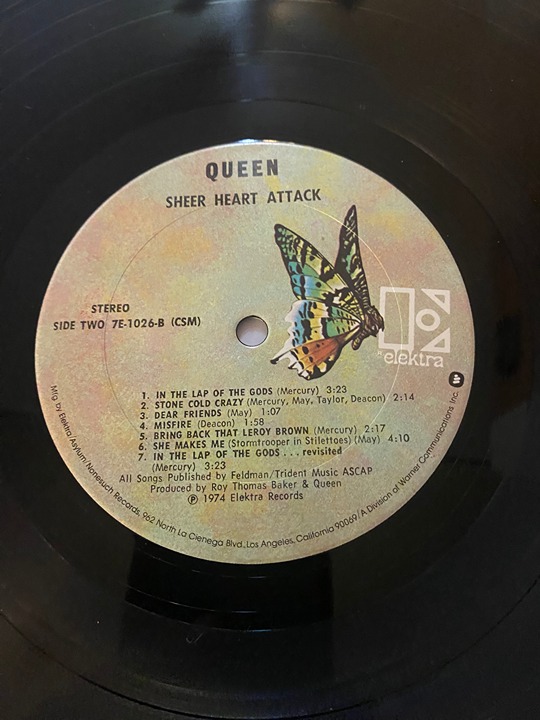 QUEEN
SHEER HEART ATTACK
STEREO
SIDE TWO 7E-1026-B (CSM)
elektra
1. IN THE LAP OF THE GODS (Mercury) 3:23
2. STONE COLD CRAZY (Mercury, May, Taylor, Deacon) 2:14
3. DEAR FRIENDS (May) 1:07
4. MISFIRE (Deacon) 1:58
5. BRING BACK THAT LEROY BROWN (Mercury) 2:17
6. SHE MAKES ME (Stormtrooper in Stilettoes) (May) 4:10
7. IN THE LAP OF THE GODS . . . revisited
(Mercury) 3:23
All Songs Published by Feldman/Trident Music ASCAP
Produced by Roy Thomas Baker & Queen
℗ 1974 Elektra Records
Mfg. by Elektra/Asylum/Nonesuch Records, 962 North La Cienega Blvd., Los Angeles, California 90069/A Division of Warner Communications Inc.